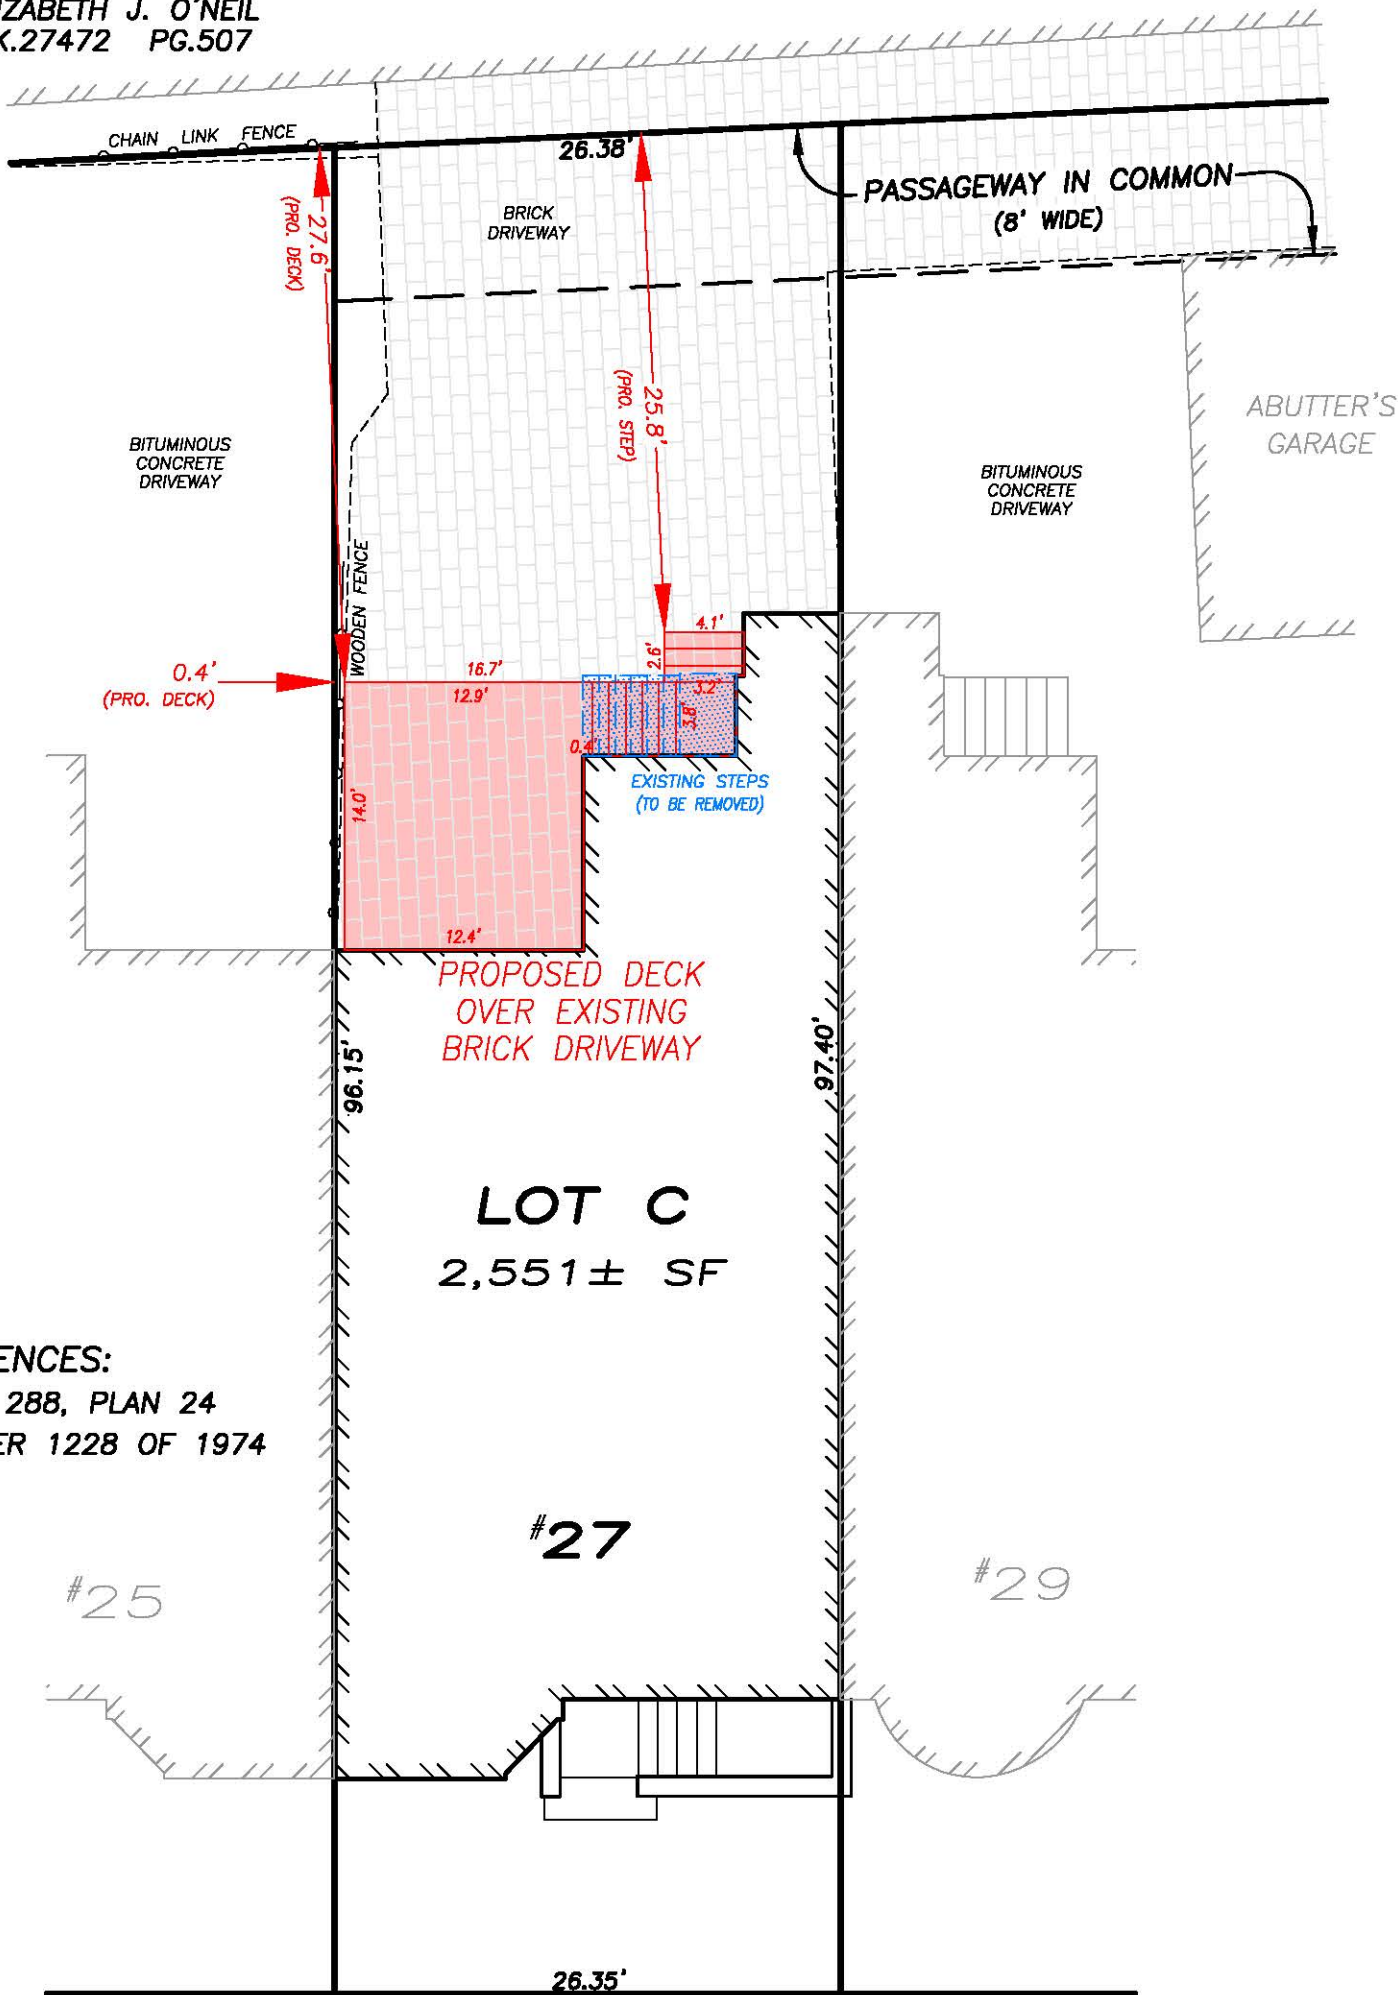 J. O'NEIL
PG.507
CHAIN LINK FENCE
26.38'
PASSAGEWAY IN COMMON
(8' WIDE)
BRICK
DRIVEWAY
27.6'
(PRO. DECK)
25.8'
(PRO. STEP)
ABUTTER'S
GARAGE
BITUMINOUS
CONCRETE
DRIVEWAY
BITUMINOUS
CONCRETE
DRIVEWAY
WOODEN FENCE
4.1'
2.6'
0.4'
(PRO. DECK)
16.7'
12.9'
3.2'
3.8'
0.4'
EXISTING STEPS
(TO BE REMOVED)
14.0'
12.4'
PROPOSED DECK
OVER EXISTING
BRICK DRIVEWAY
96.15'
97.40'
LOT C
2,551± SF
288, PLAN 24
1228 OF 1974
#27
#25
#29
26.35'